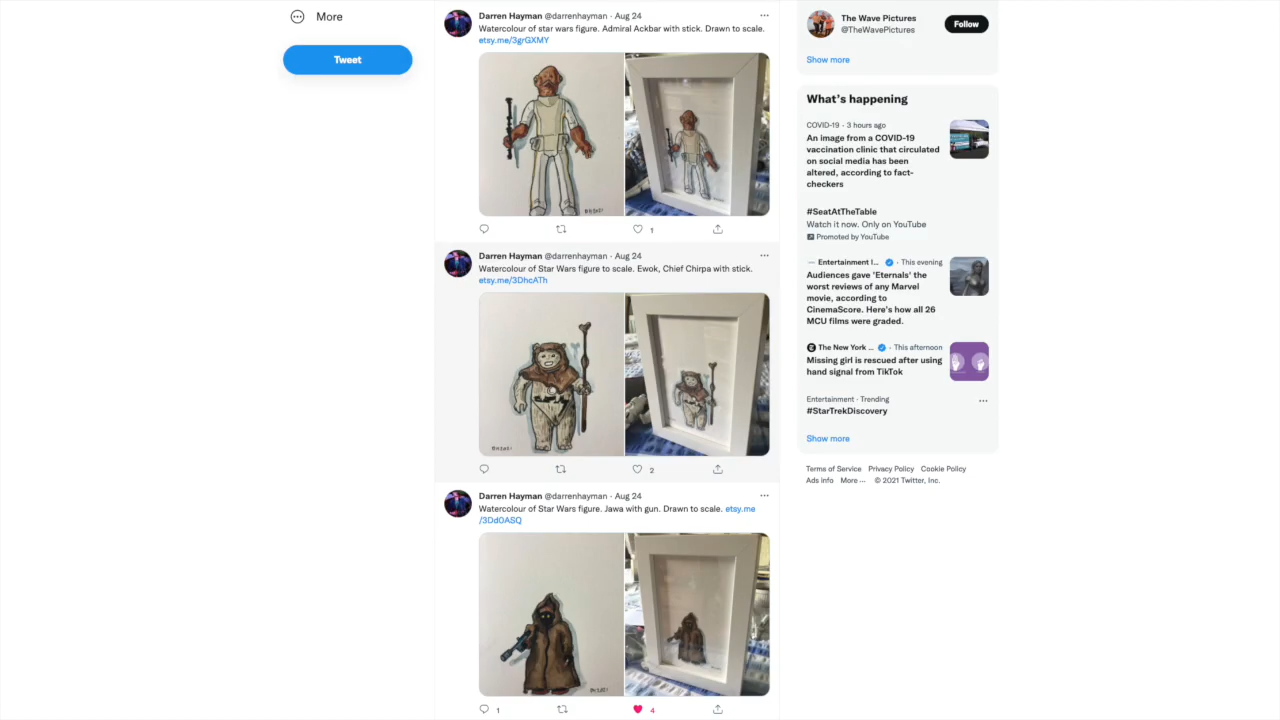 More
Tweet
Darren Hayman @darrenhayman · Aug 24
Watercolour of star wars figure. Admiral Ackbar with stick. Drawn to scale.
etsy.me/3grGXMY
1
Darren Hayman @darrenhayman · Aug 24
Watercolour of Star Wars figure to scale. Ewok, Chief Chirpa with stick.
etsy.me/3DhcATh
2
Darren Hayman @darrenhayman · Aug 24
Watercolour of Star Wars figure. Jawa with gun. Drawn to scale. etsy.me
/3Dd0ASQ
1
4
The Wave Pictures
@TheWavePictures
Follow
Show more
What's happening
COVID-19 · 3 hours ago
An image from a COVID-19
vaccination clinic that circulated
on social media has been
altered, according to fact-
checkers
#SeatAtTheTable
Watch it now. Only on YouTube
Promoted by YouTube
Entertainment I... · This evening
Audiences gave 'Eternals' the
worst reviews of any Marvel
movie, according to
CinemaScore. Here's how all 26
MCU films were graded.
The New York ... · This afternoon
Missing girl is rescued after using
hand signal from TikTok
Entertainment · Trending
#StarTrekDiscovery
Show more
Terms of Service Privacy Policy Cookie Policy
Ads info More ··· © 2021 Twitter, Inc.